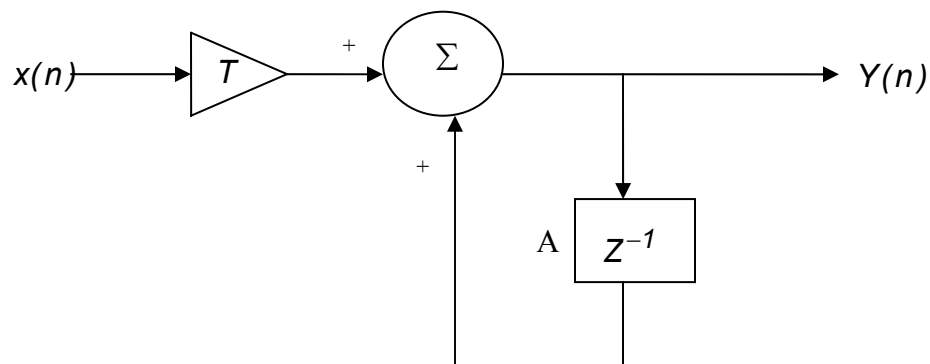 x(n)
T
+
Σ
Y(n)
+
A
Z⁻¹